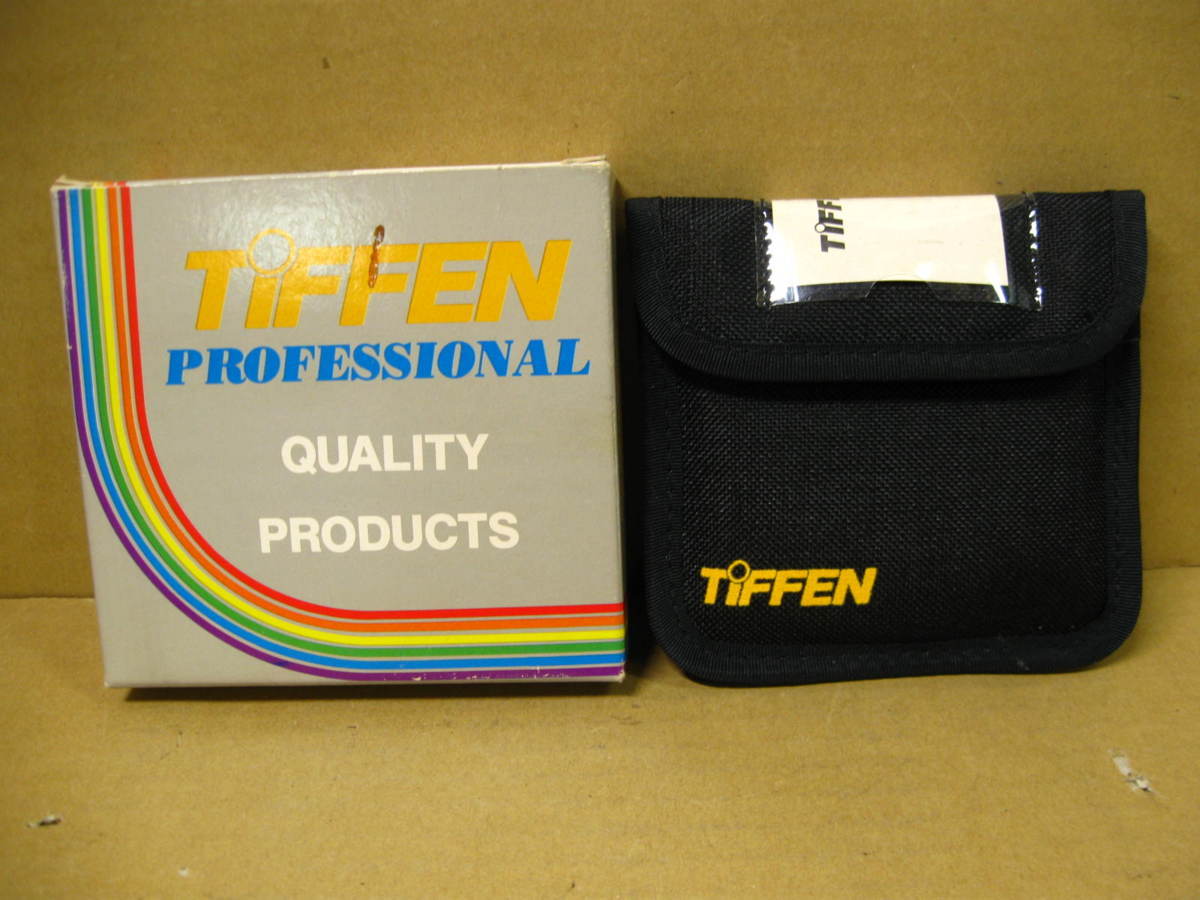 TiFFEN
PROFESSIONAL
QUALITY
PRODUCTS
TiFFEN